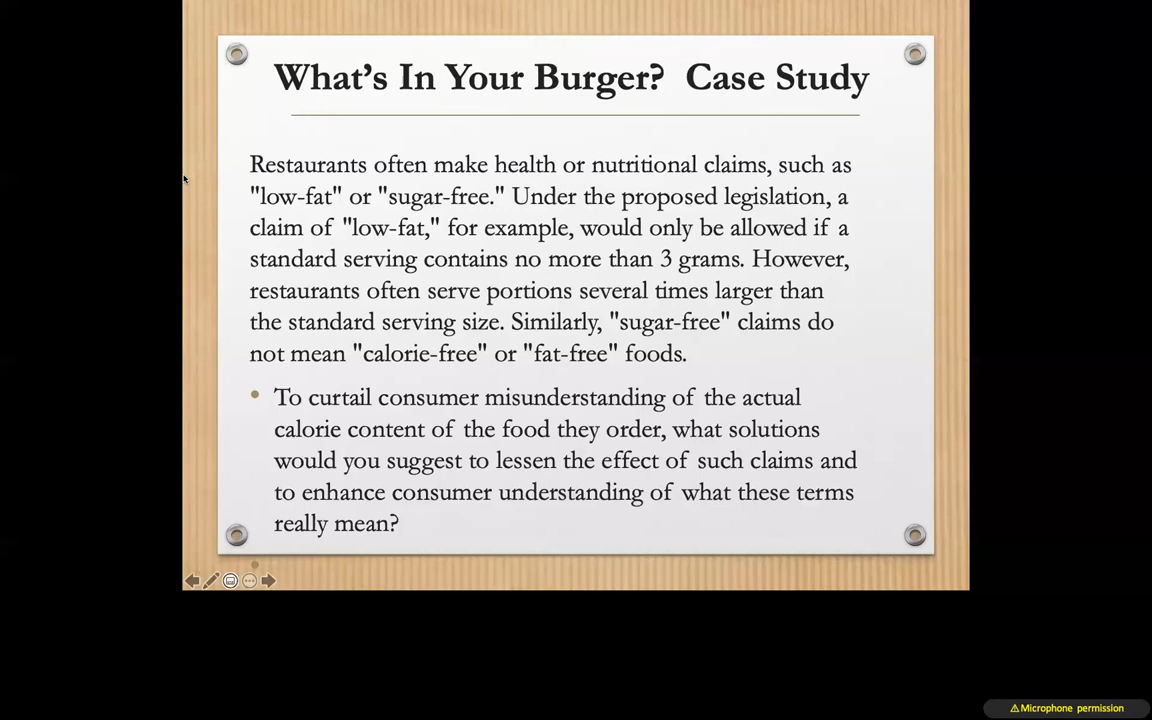 What's In Your Burger?  Case Study
Restaurants often make health or nutritional claims, such as
"low-fat" or "sugar-free." Under the proposed legislation, a
claim of "low-fat," for example, would only be allowed if a
standard serving contains no more than 3 grams. However,
restaurants often serve portions several times larger than
the standard serving size. Similarly, "sugar-free" claims do
not mean "calorie-free" or "fat-free" foods.
• To curtail consumer misunderstanding of the actual
calorie content of the food they order, what solutions
would you suggest to lessen the effect of such claims and
to enhance consumer understanding of what these terms
really mean?
⚠Microphone permission